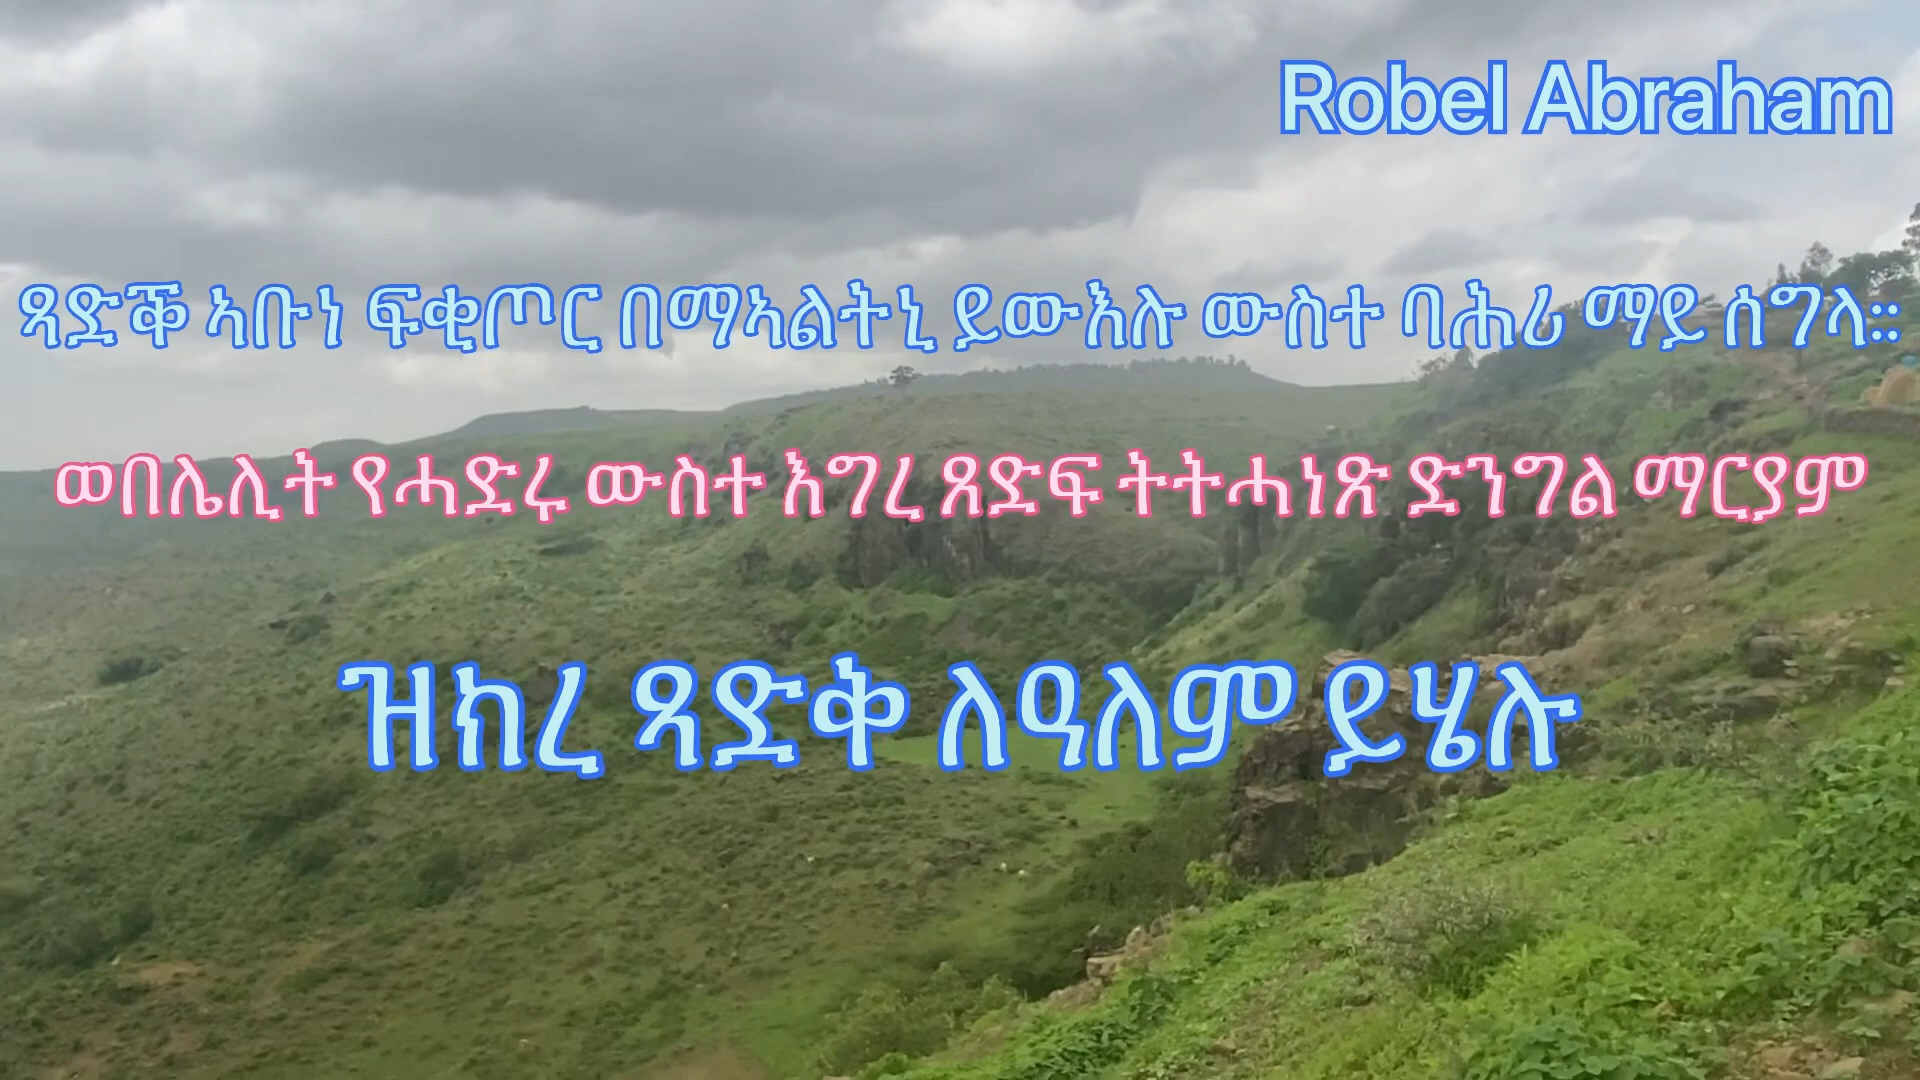 Robel Abraham
ጻድቕ ኣቡነ ፍቂጦር በማኣልትኒ ይውእሉ ውስተ ባሕሪ ማይ ሰግላ።
ወበሌሊት የሓድሩ ውስተ እግረ ጸድፍ ትትሓነጽ ድንግል ማርያም
ዝክረ ጻድቅ ለዓለም ይሄሉ